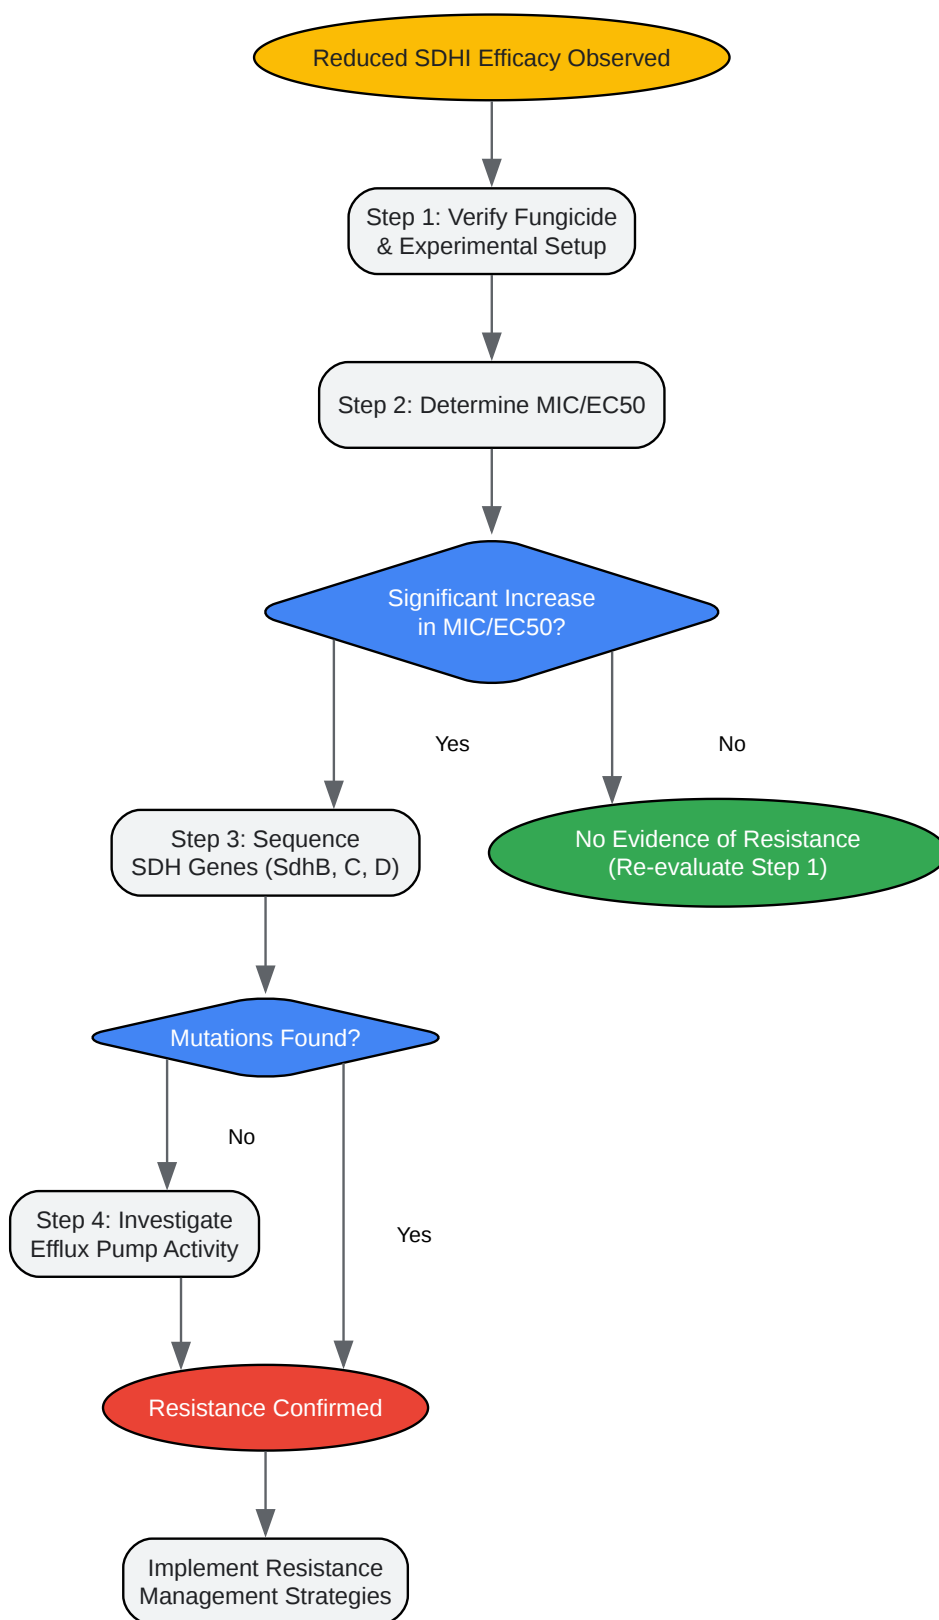 Reduced SDHI Efficacy Observed
Step 1: Verify Fungicide
& Experimental Setup
Step 2: Determine MIC/EC50
Significant Increase
in MIC/EC50?
Yes
No
Step 3: Sequence
SDH Genes (SdhB, C, D)
No Evidence of Resistance
(Re-evaluate Step 1)
Mutations Found?
No
Yes
Step 4: Investigate
Efflux Pump Activity
Resistance Confirmed
Implement Resistance
Management Strategies